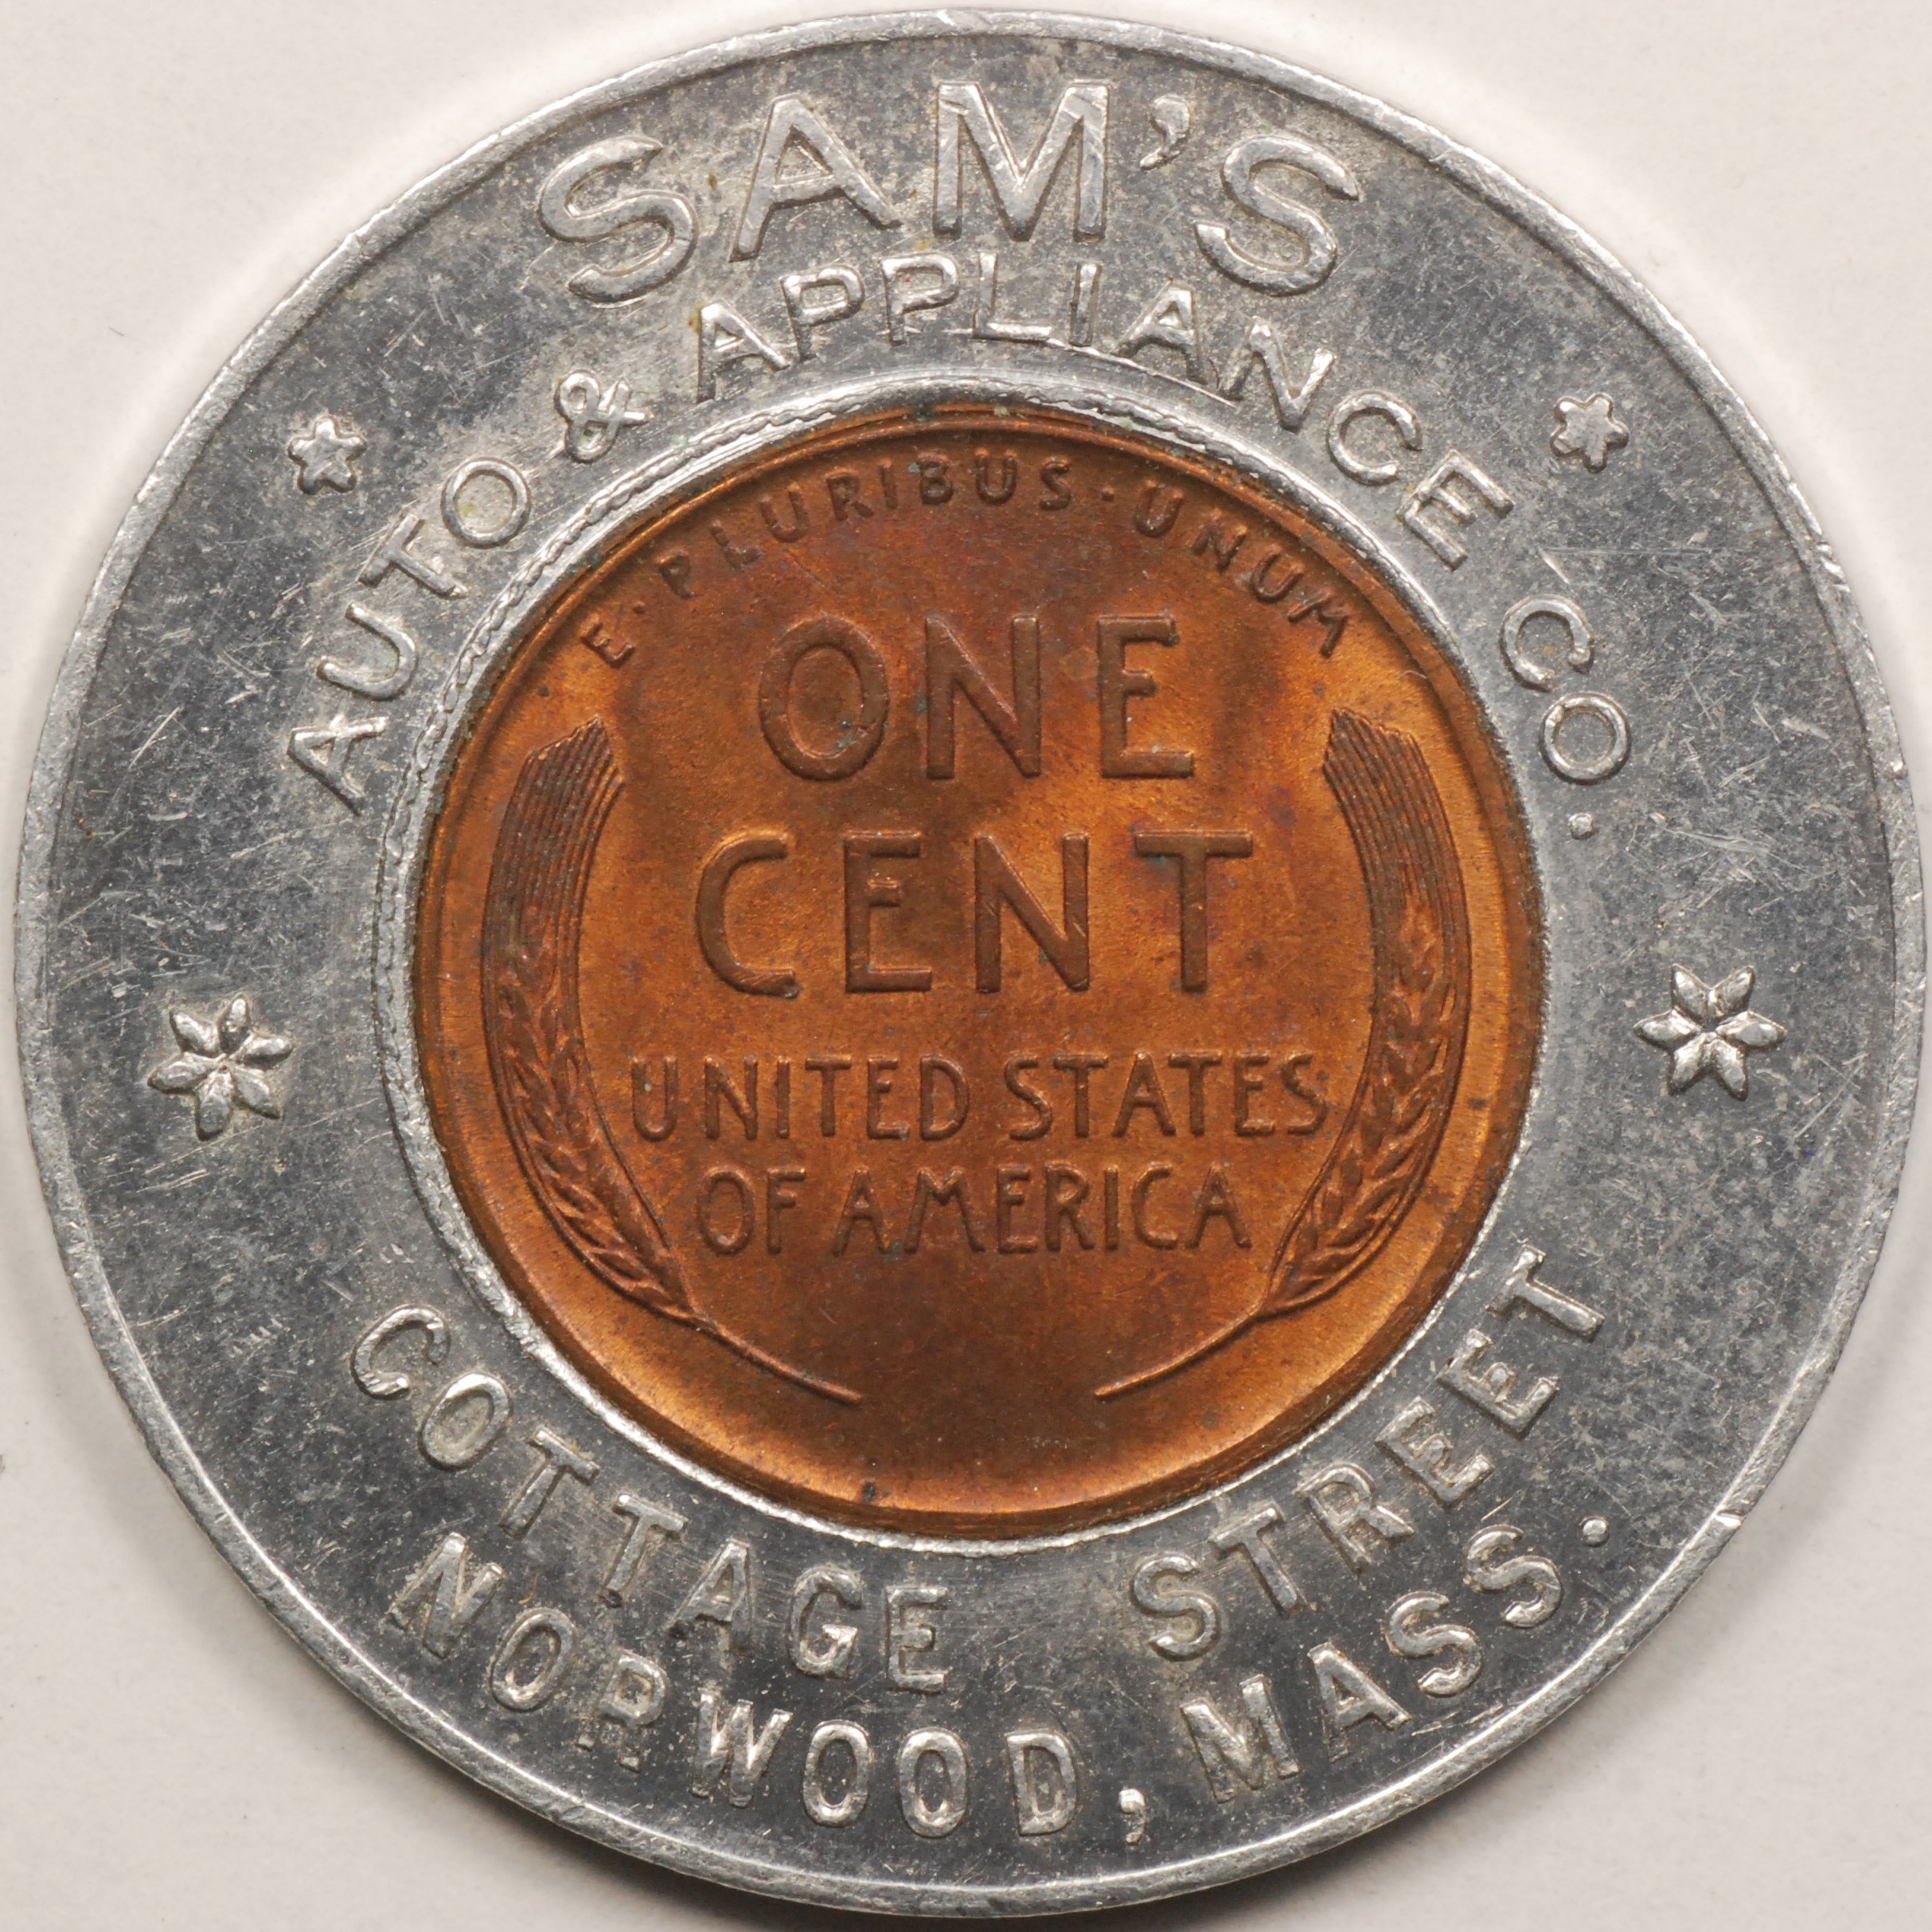 SAM'S
AUTO & APPLIANCE CO.
E·PLURIBUS·UNUM
ONE
CENT
UNITED STATES
OF AMERICA
COTTAGE STREET
NORWOOD, MASS.